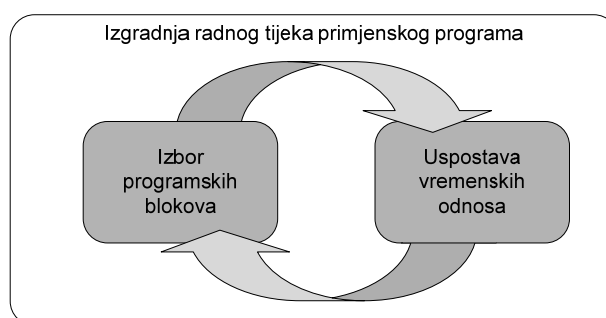 Izgradnja radnog tijeka primjenskog programa
Izbor
programskih
blokova
Uspostava
vremenskih
odnosa